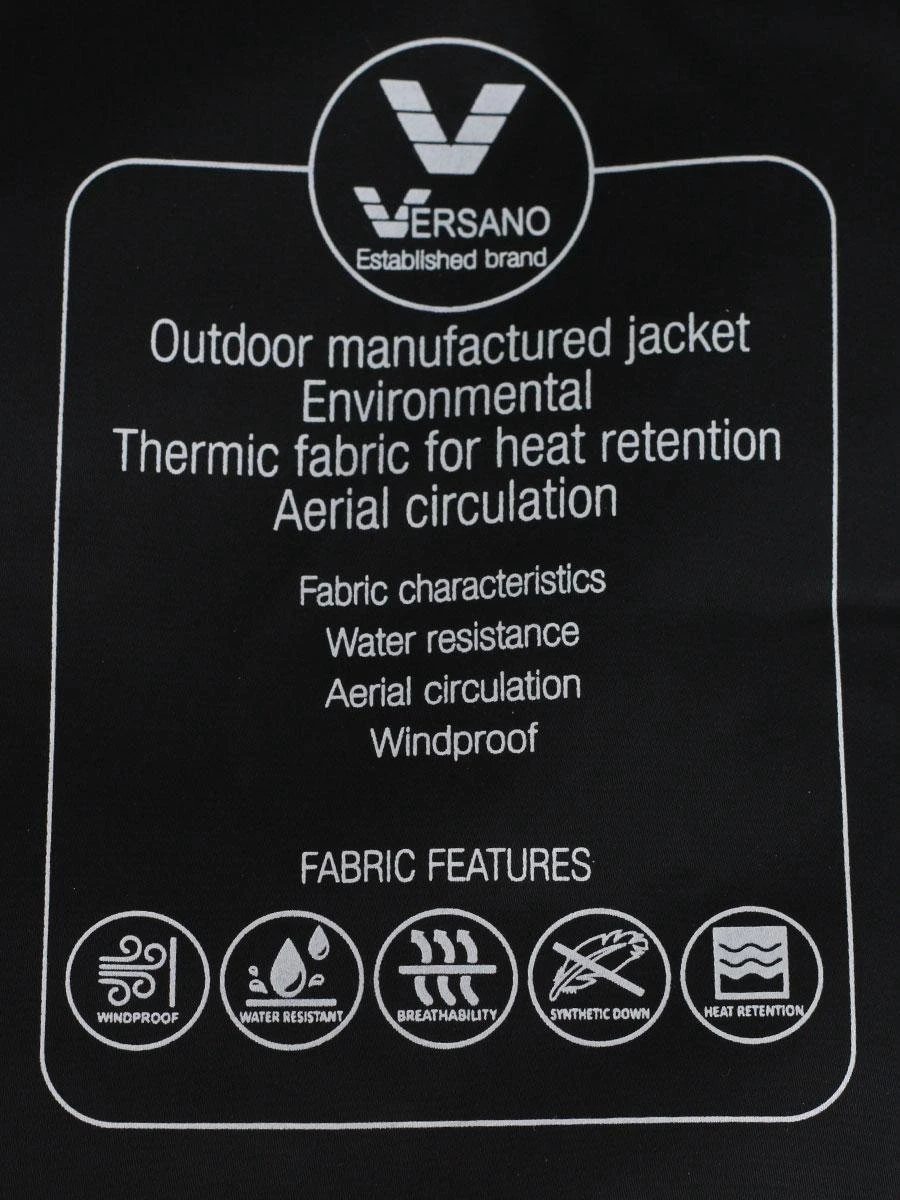 VERSANO
Established brand
Outdoor manufactured jacket
Environmental
Thermic fabric for heat retention
Aerial circulation
Fabric characteristics
Water resistance
Aerial circulation
Windproof
FABRIC FEATURES
WINDPROOF
WATER RESISTANT
BREATHABILITY
SYNTHETIC DOWN
HEAT RETENTION